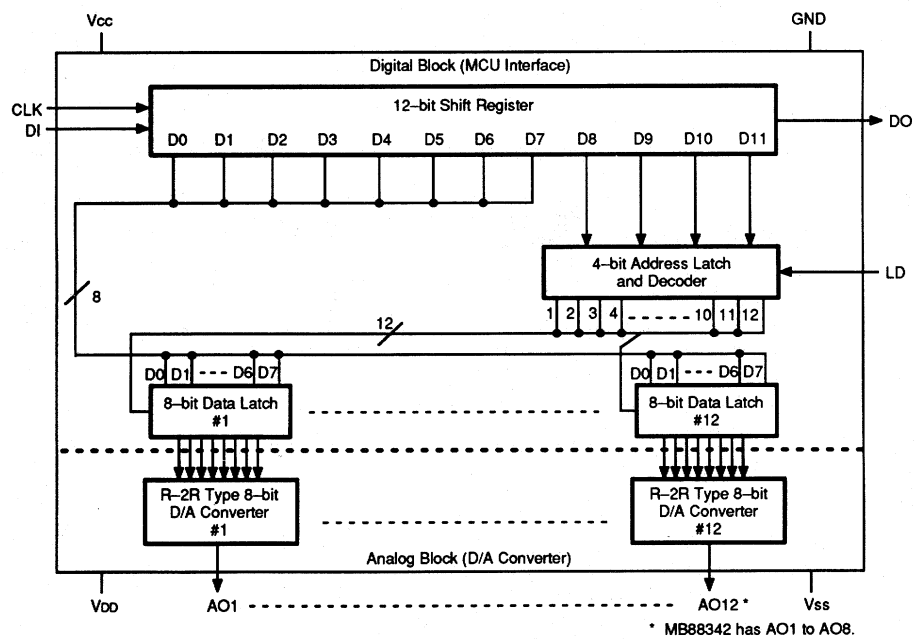 Vcc GND
Digital Block (MCU Interface)
12-bit Shift Register
CLK
DI
DO
D0 D1 D2 D3 D4 D5 D6 D7 D8 D9 D10 D11
4-bit Address Latch
and Decoder
LD
8
1 2 3 4 10 11 12
12
D0 D1 D6 D7 D0 D1 D6 D7
8-bit Data Latch
#1
8-bit Data Latch
#12
R-2R Type 8-bit
D/A Converter
#1
R-2R Type 8-bit
D/A Converter
#12
Analog Block (D/A Converter)
VDD AO1 AO12 * Vss
* MB88342 has AO1 to AO8.